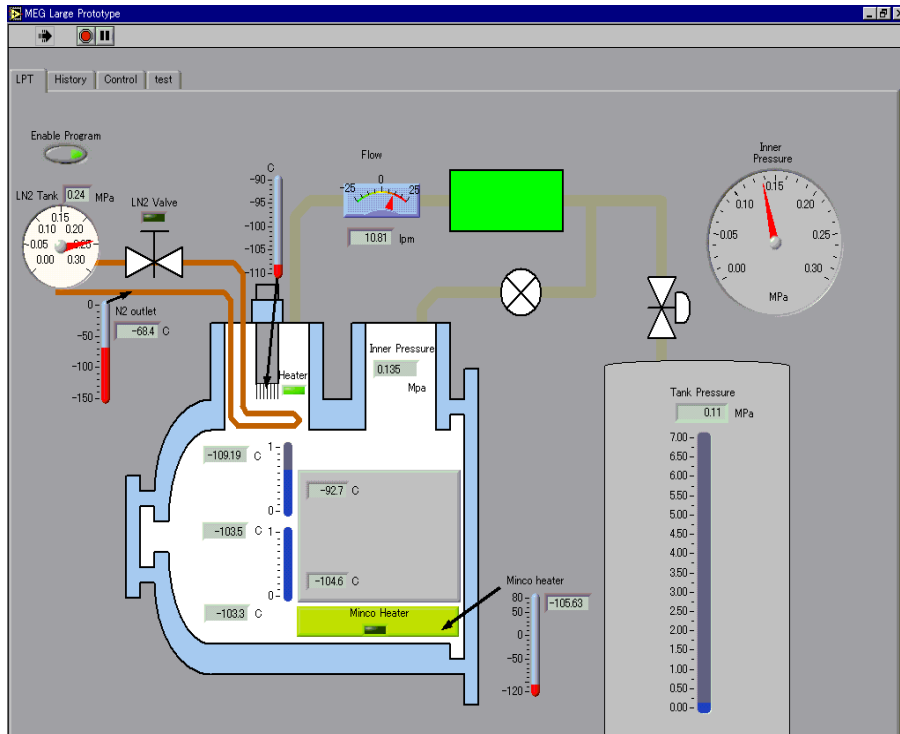 MEG Large Prototype
LPT History Control test
Enable Program
LN2 Tank 0.24 MPa
0.15
0.10 0.20
0.05 0.25
0.00 0.30
LN2 Valve
N2 outlet
-68.4 C
0
-50
-100
-150
C
-90
-95
-100
-105
-110
Flow
-25 0 25
10.81 lpm
Inner
Pressure
0.15
0.10 0.20
0.05 0.25
0.00 0.30
MPa
Heater
Inner Pressure
0.135
Mpa
-109.19 C
1
0
-92.7 C
-103.5 C
1
0
-104.6 C
-103.3 C
Minco Heater
Minco heater
80
50
0
-50
-120
-105.63
Tank Pressure
0.11 MPa
7.00
6.50
6.00
5.50
5.00
4.50
4.00
3.50
3.00
2.50
2.00
1.50
1.00
0.50
0.00